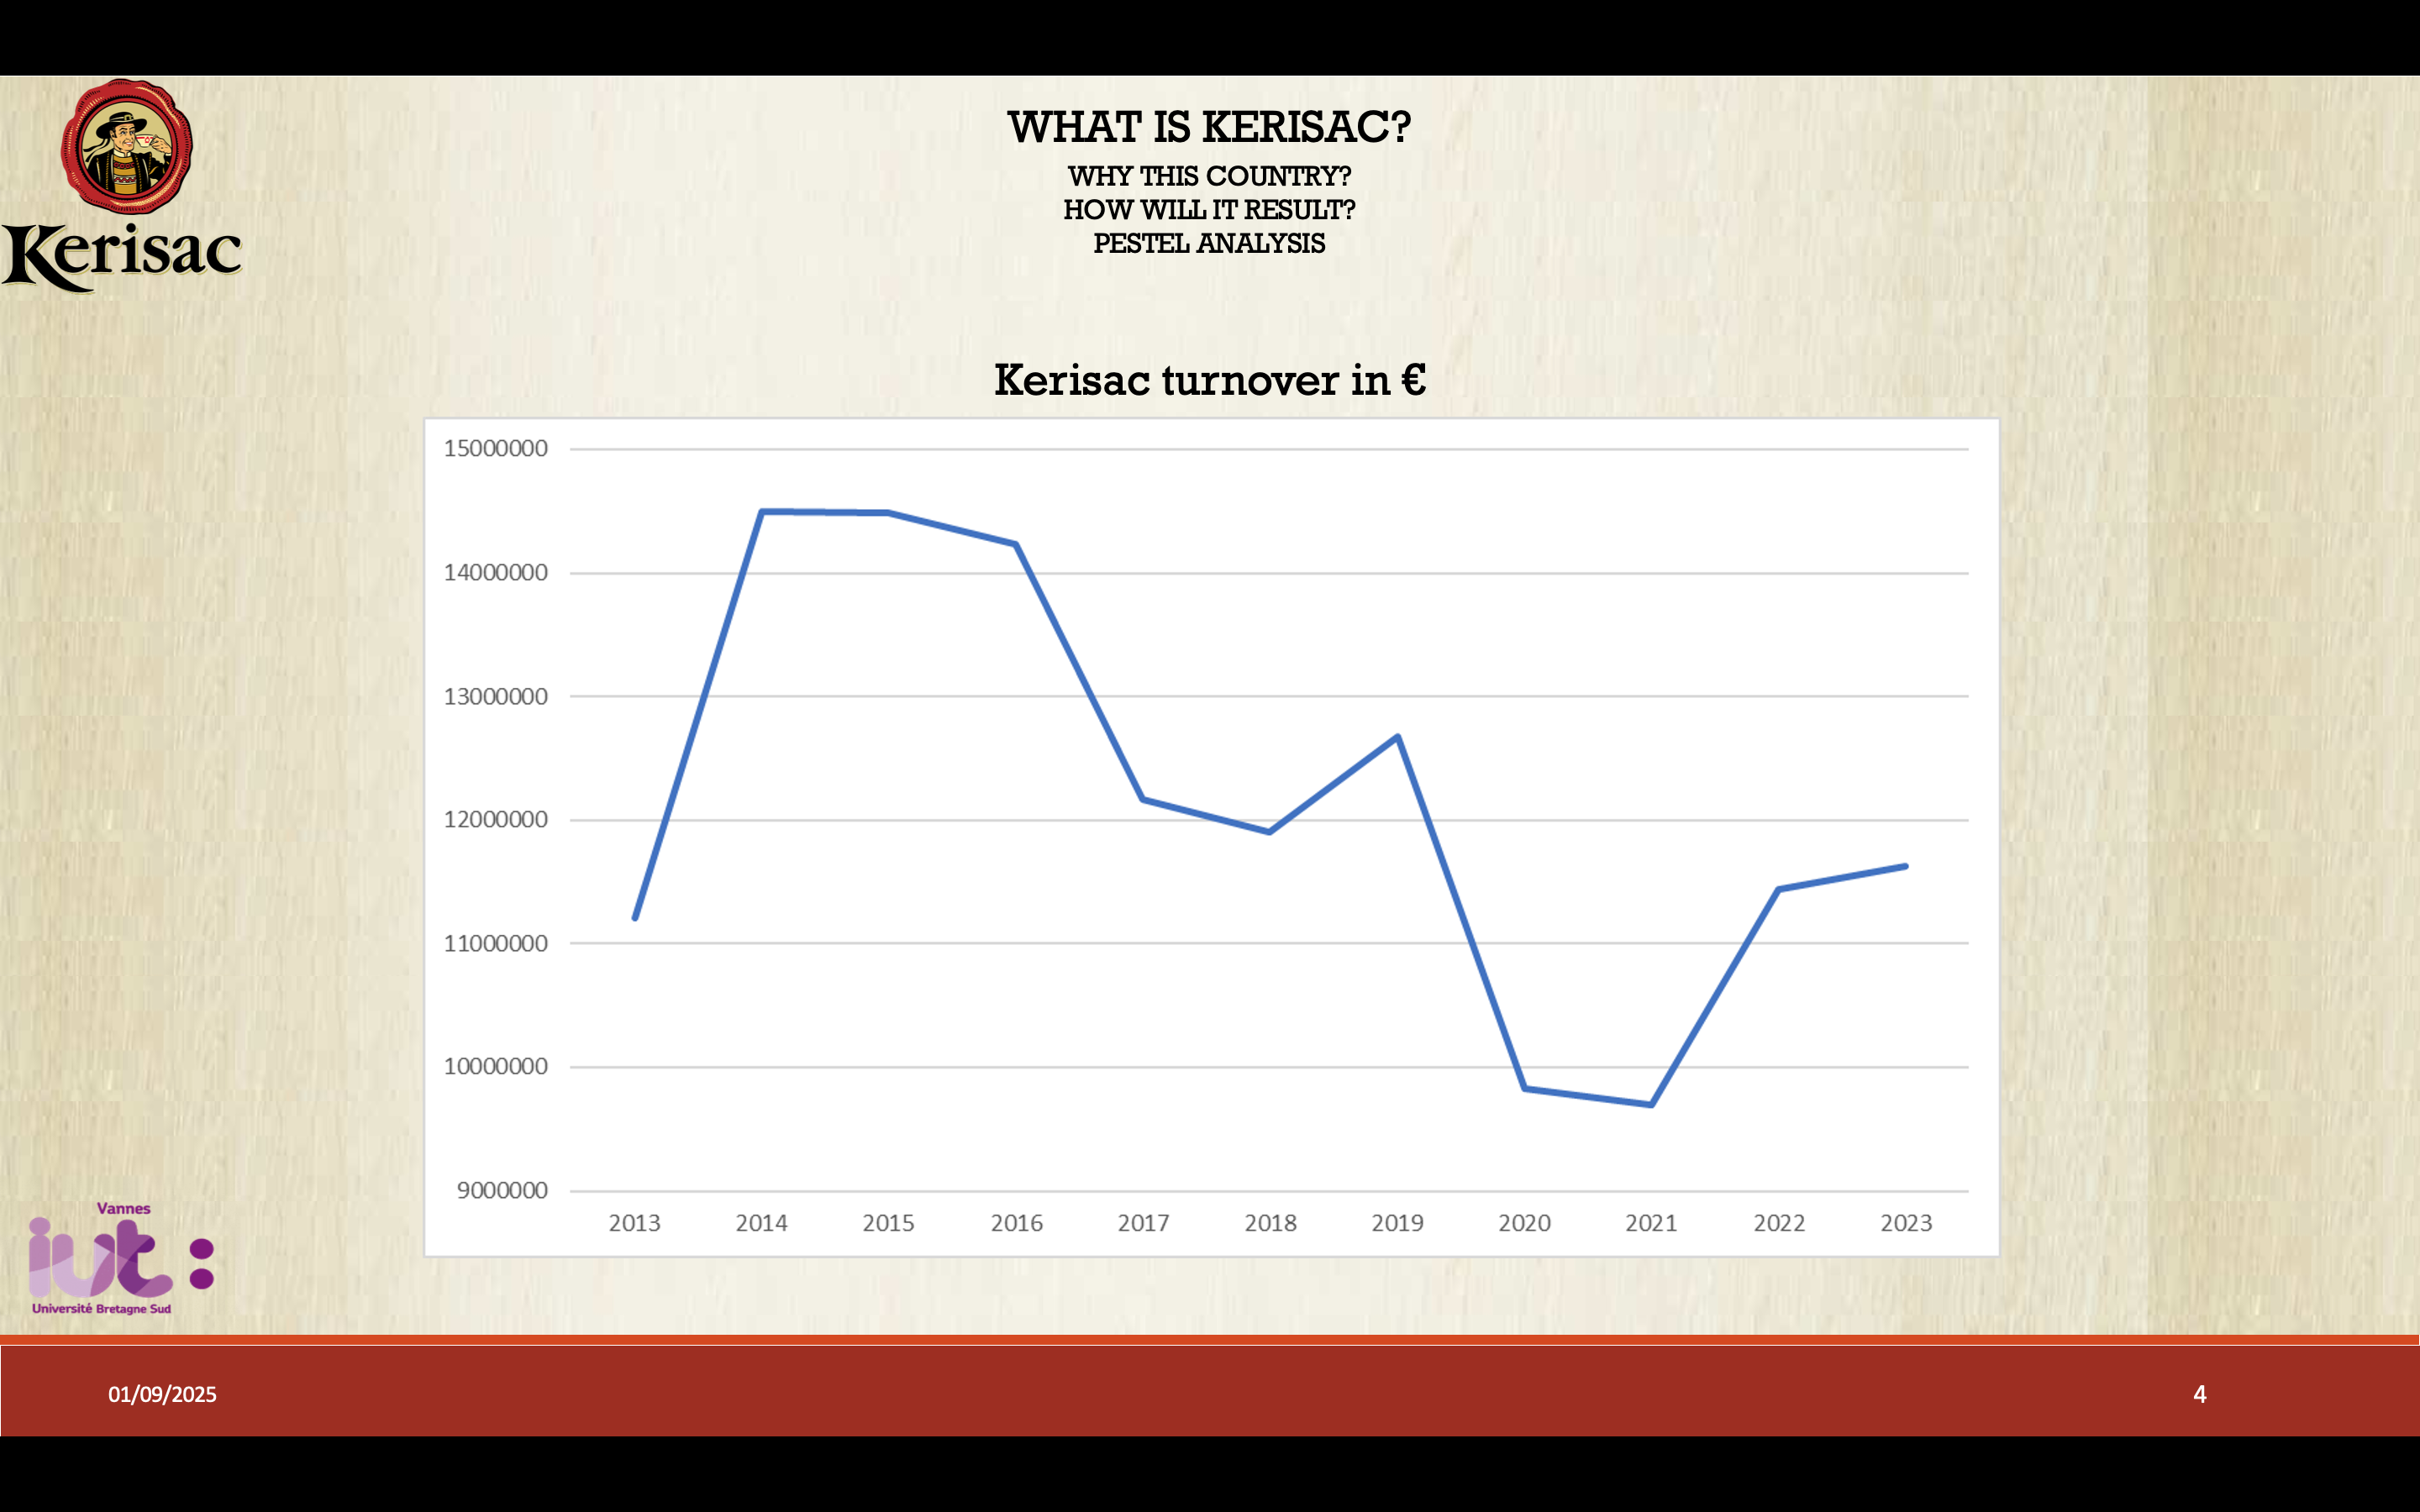 Kerisac
WHAT IS KERISAC?
WHY THIS COUNTRY?
HOW WILL IT RESULT?
PESTEL ANALYSIS
Kerisac turnover in €
15000000
14000000
13000000
12000000
11000000
10000000
9000000
2013 2014 2015 2016 2017 2018 2019 2020 2021 2022 2023
Vannes
iut:
Université Bretagne Sud
01/09/2025
4